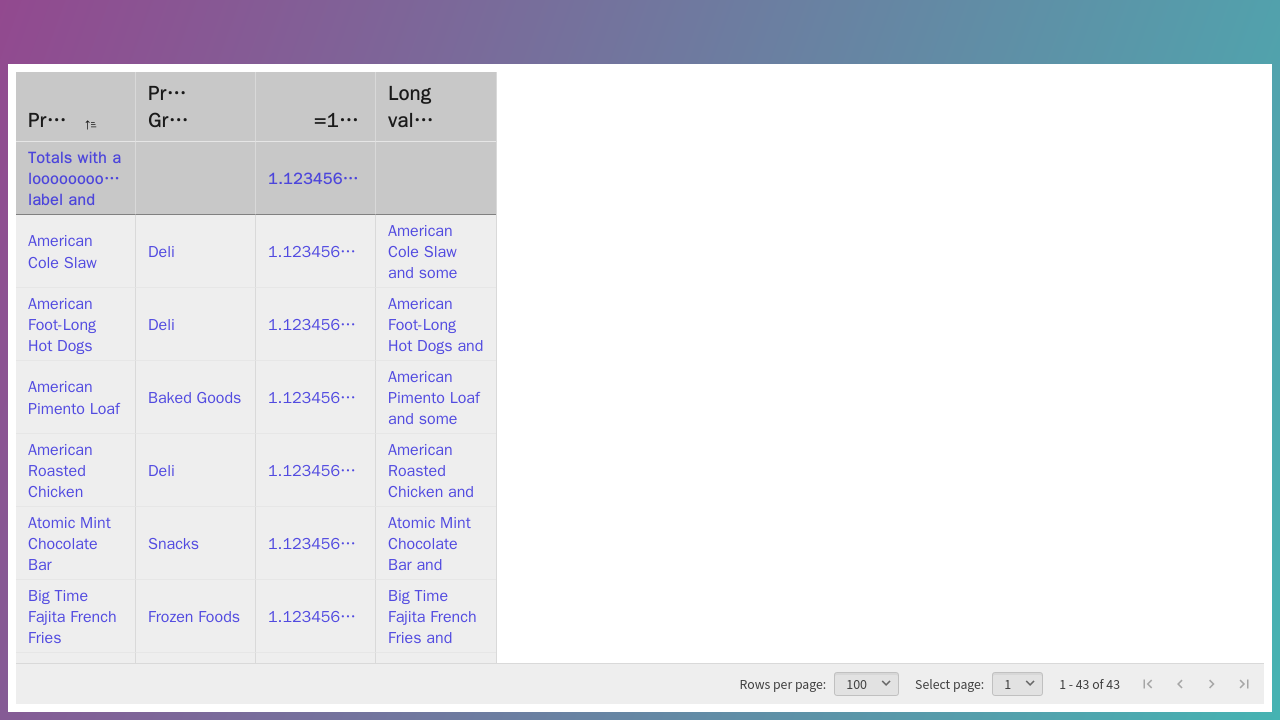 Pr…
Pr…
Gr…
=1…
Long
val…
Totals with a
loooooooo…
label and
1.123456…
American
Cole Slaw
Deli
1.123456…
American
Cole Slaw
and some
American
Foot-Long
Hot Dogs
Deli
1.123456…
American
Foot-Long
Hot Dogs and
American
Pimento Loaf
Baked Goods
1.123456…
American
Pimento Loaf
and some
American
Roasted
Chicken
Deli
1.123456…
American
Roasted
Chicken and
Atomic Mint
Chocolate
Bar
Snacks
1.123456…
Atomic Mint
Chocolate
Bar and
Big Time
Fajita French
Fries
Frozen Foods
1.123456…
Big Time
Fajita French
Fries and
Rows per page: 100 Select page: 1 1 - 43 of 43